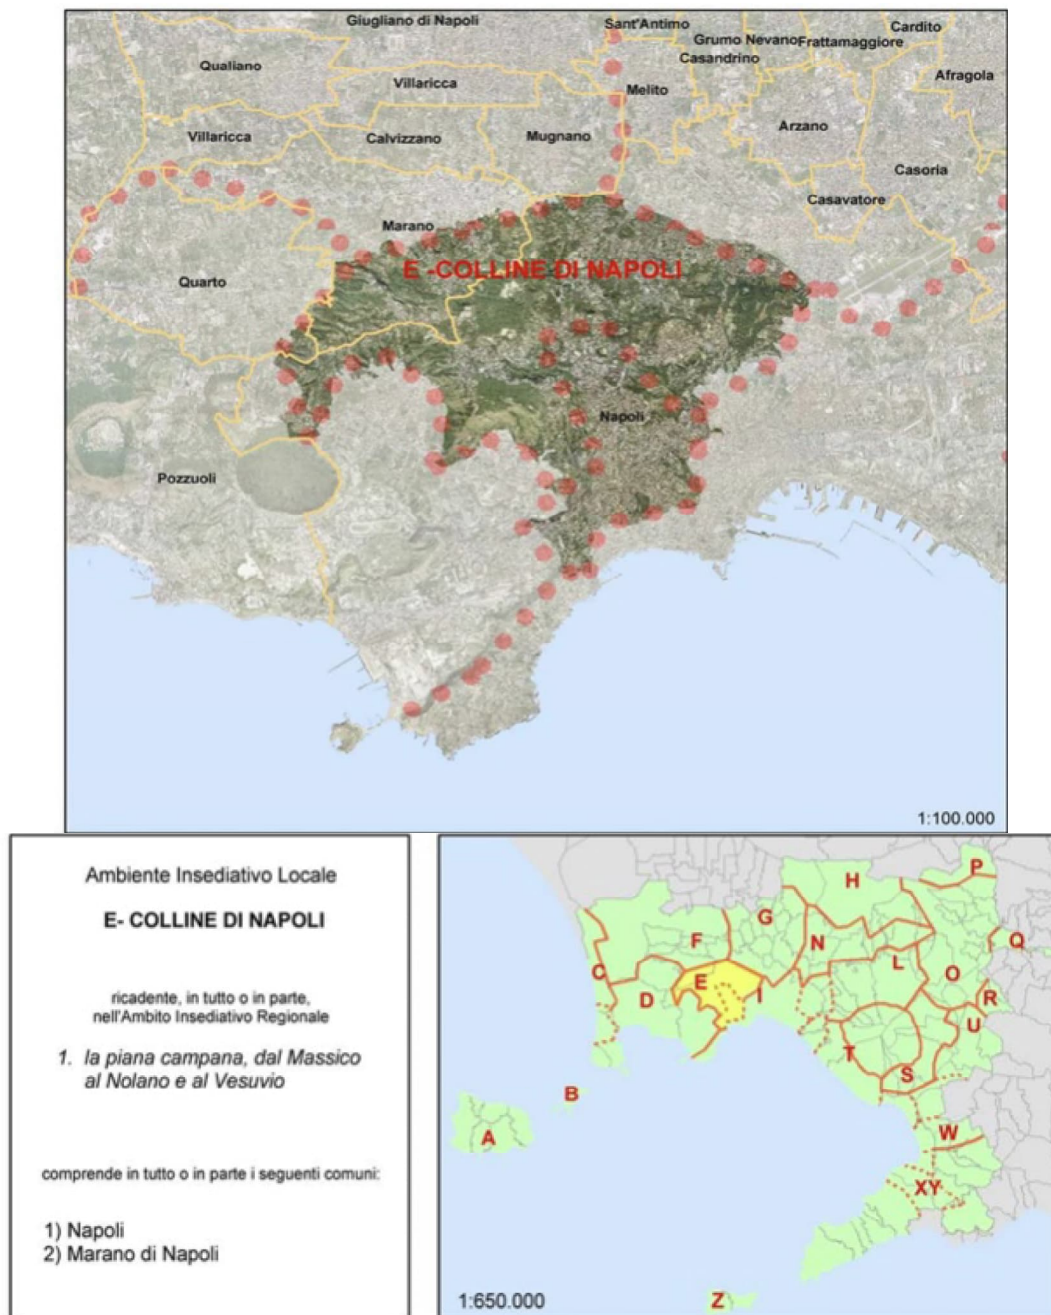 Giugliano di Napoli
Sant'Antimo
Cardito
Grumo Nevano
Frattamaggiore
Qualiano
Casandrino
Afragola
Villaricca
Melito
Arzano
Villaricca
Calvizzano
Mugnano
Casoria
Casavatore
Marano
E -COLLINE DI NAPOLI
Quarto
Napoli
Pozzuoli
1:100.000
Ambiente Insediativo Locale
E- COLLINE DI NAPOLI
ricadente, in tutto o in parte,
nell'Ambito Insediativo Regionale
1. la piana campana, dal Massico
al Nolano e al Vesuvio
comprende in tutto o in parte i seguenti comuni:
1) Napoli
2) Marano di Napoli
P
H
G
F
N
Q
L
C
E
O
D
I
R
U
T
S
B
A
W
XY
Z
1:650.000